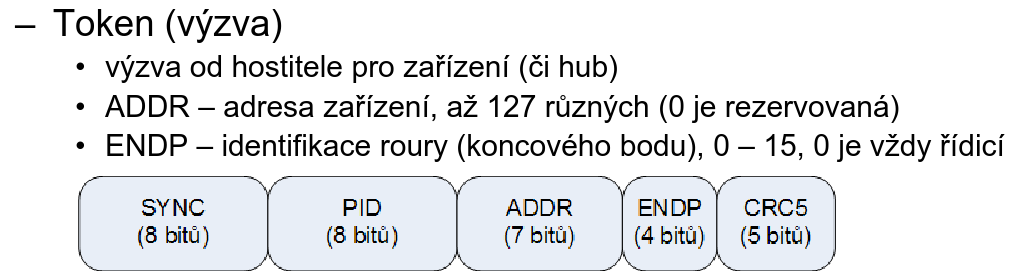 – Token (výzva)
• výzva od hostitele pro zařízení (či hub)
• ADDR – adresa zařízení, až 127 různých (0 je rezervovaná)
• ENDP – identifikace roury (koncového bodu), 0 – 15, 0 je vždy řídicí
SYNC PID ADDR ENDP CRC5
(8 bitů) (8 bitů) (7 bitů) (4 bitů) (5 bitů)